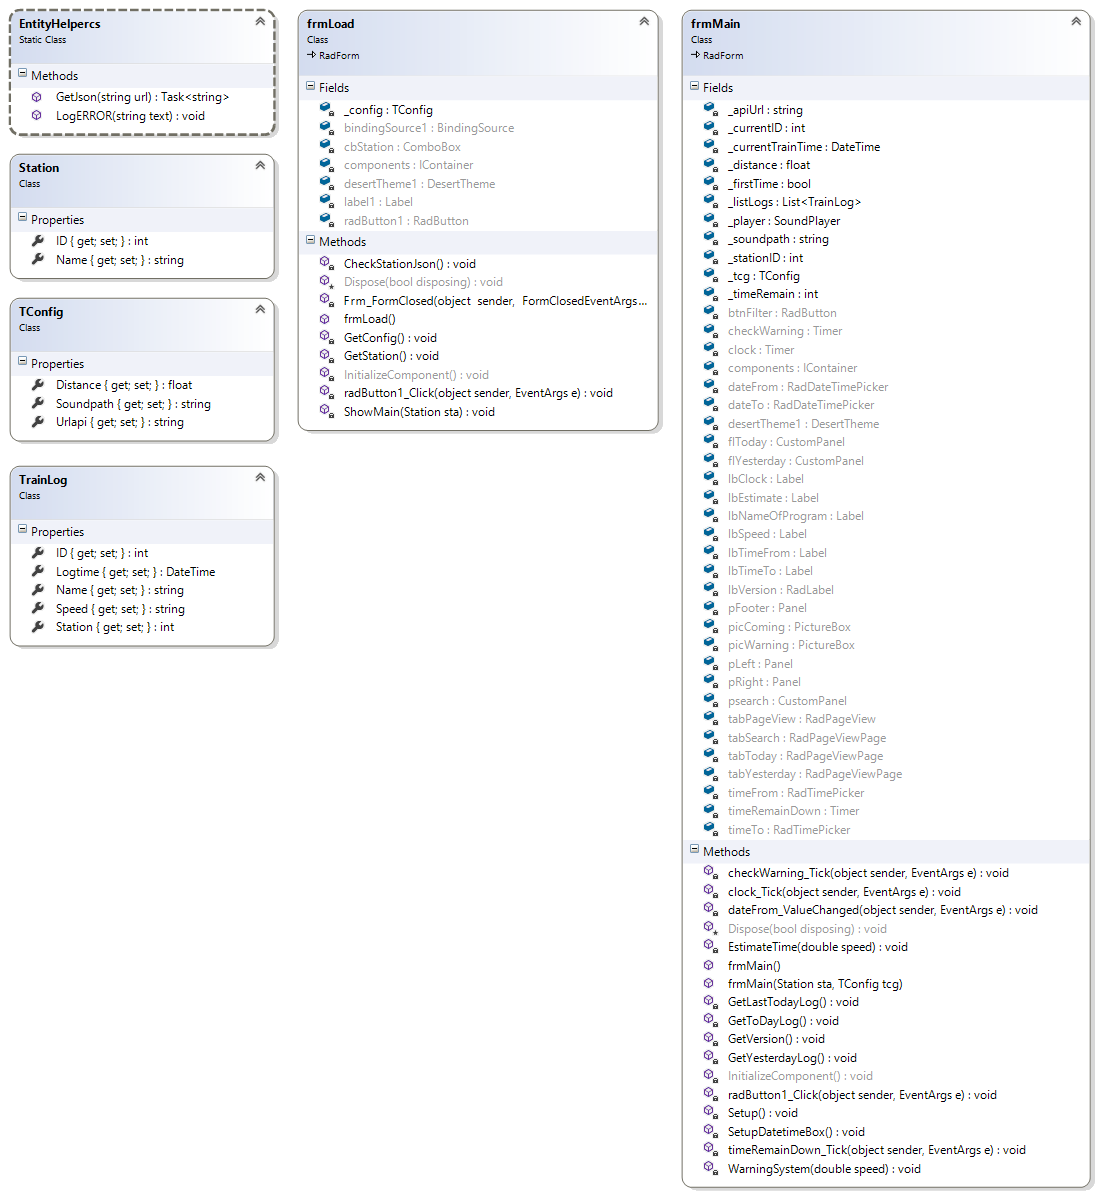 EntityHelpercs
Static Class
Methods
GetJson(string url) : Task<string>
LogERROR(string text) : void
Station
Class
Properties
ID { get; set; } : int
Name { get; set; } : string
TConfig
Class
Properties
Distance { get; set; } : float
Soundpath { get; set; } : string
Urlapi { get; set; } : string
TrainLog
Class
Properties
ID { get; set; } : int
Logtime { get; set; } : DateTime
Name { get; set; } : string
Speed { get; set; } : string
Station { get; set; } : int
frmLoad
Class
RadForm
Fields
_config : TConfig
bindingSource1 : BindingSource
cbStation : ComboBox
components : IContainer
desertTheme1 : DesertTheme
label1 : Label
radButton1 : RadButton
Methods
CheckStationJson() : void
Dispose(bool disposing) : void
Frm_FormClosed(object sender, FormClosedEventArgs...
frmLoad()
GetConfig() : void
GetStation() : void
InitializeComponent() : void
radButton1_Click(object sender, EventArgs e) : void
ShowMain(Station sta) : void
frmMain
Class
RadForm
Fields
_apiUrl : string
_currentID : int
_currentTrainTime : DateTime
_distance : float
_firstTime : bool
_listLogs : List<TrainLog>
_player : SoundPlayer
_soundpath : string
_stationID : int
_tcg : TConfig
_timeRemain : int
btnFilter : RadButton
checkWarning : Timer
clock : Timer
components : IContainer
dateFrom : RadDateTimePicker
dateTo : RadDateTimePicker
desertTheme1 : DesertTheme
flToday : CustomPanel
flYesterday : CustomPanel
lbClock : Label
lbEstimate : Label
lbNameOfProgram : Label
lbSpeed : Label
lbTimeFrom : Label
lbTimeTo : Label
lbVersion : RadLabel
pFooter : Panel
picComing : PictureBox
picWarning : PictureBox
pLeft : Panel
pRight : Panel
psearch : CustomPanel
tabPageView : RadPageView
tabSearch : RadPageViewPage
tabToday : RadPageViewPage
tabYesterday : RadPageViewPage
timeFrom : RadTimePicker
timeRemainDown : Timer
timeTo : RadTimePicker
Methods
checkWarning_Tick(object sender, EventArgs e) : void
clock_Tick(object sender, EventArgs e) : void
dateFrom_ValueChanged(object sender, EventArgs e) : void
Dispose(bool disposing) : void
EstimateTime(double speed) : void
frmMain()
frmMain(Station sta, TConfig tcg)
GetLastTodayLog() : void
GetToDayLog() : void
GetVersion() : void
GetYesterdayLog() : void
InitializeComponent() : void
radButton1_Click(object sender, EventArgs e) : void
Setup() : void
SetupDatetimeBox() : void
timeRemainDown_Tick(object sender, EventArgs e) : void
WarningSystem(double speed) : void